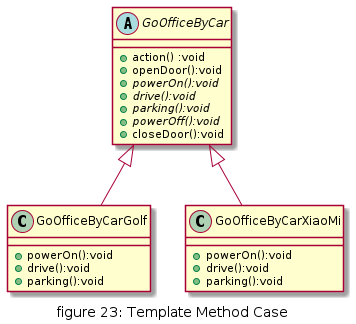 A GoOfficeByCar
action() :void
openDoor():void
powerOn():void
drive():void
parking():void
powerOff():void
closeDoor():void
C GoOfficeByCarGolf
powerOn():void
drive():void
parking():void
C GoOfficeByCarXiaoMi
powerOn():void
drive():void
parking():void
figure 23: Template Method Case